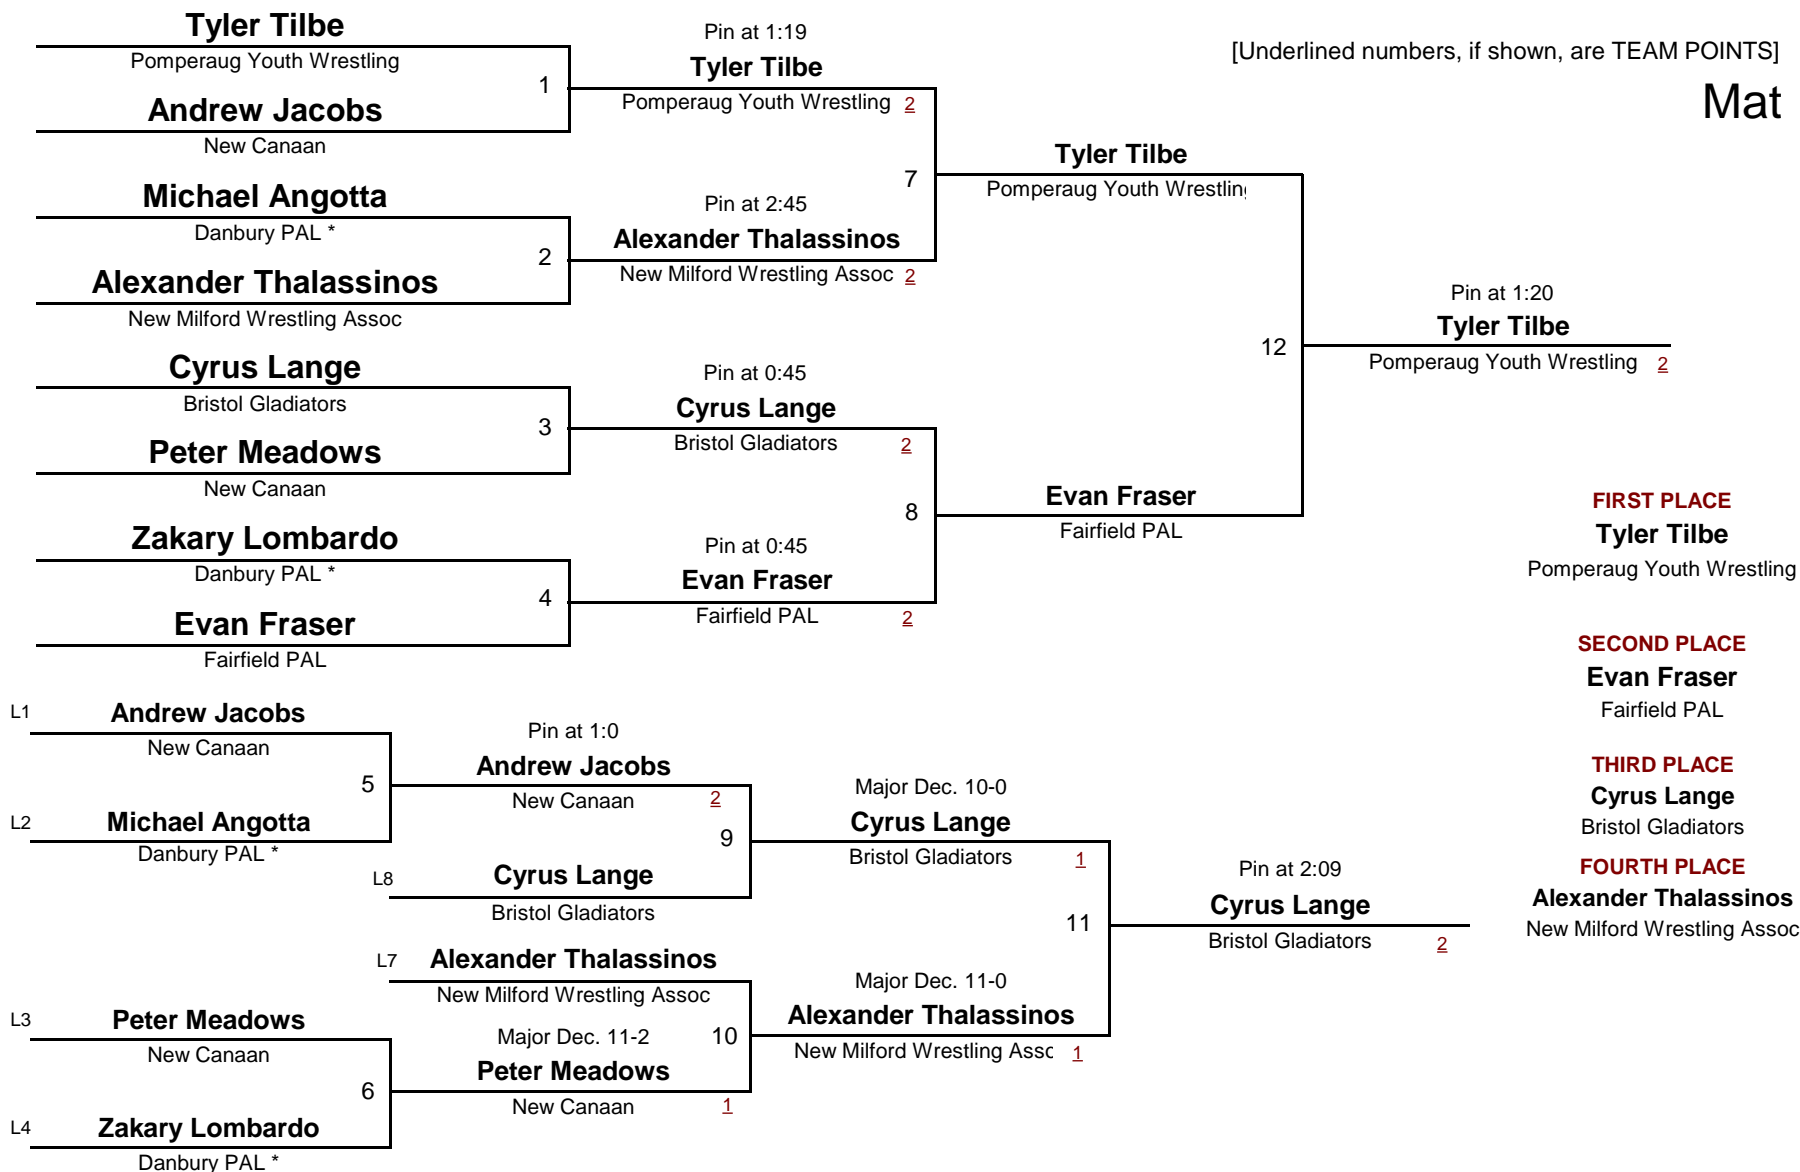 Tyler Tilbe
Pomperaug Youth Wrestling
1
Andrew Jacobs
New Canaan
Michael Angotta
Danbury PAL *
2
Alexander Thalassinos
New Milford Wrestling Assoc
Cyrus Lange
Bristol Gladiators
3
Peter Meadows
New Canaan
Zakary Lombardo
Danbury PAL *
4
Evan Fraser
Fairfield PAL
Pin at 1:19
Tyler Tilbe
Pomperaug Youth Wrestling 2
7
Pin at 2:45
Alexander Thalassinos
New Milford Wrestling Assoc 2
Pin at 0:45
Cyrus Lange
Bristol Gladiators 2
8
Pin at 0:45
Evan Fraser
Fairfield PAL 2
[Underlined numbers, if shown, are TEAM POINTS]
Mat
Tyler Tilbe
Pomperaug Youth Wrestling
12
Evan Fraser
Fairfield PAL
Pin at 1:20
Tyler Tilbe
Pomperaug Youth Wrestling 2
FIRST PLACE
Tyler Tilbe
Pomperaug Youth Wrestling
SECOND PLACE
Evan Fraser
Fairfield PAL
THIRD PLACE
Cyrus Lange
Bristol Gladiators
FOURTH PLACE
Alexander Thalassinos
New Milford Wrestling Assoc
L1 Andrew Jacobs
New Canaan
5
L2 Michael Angotta
Danbury PAL *
L3 Peter Meadows
New Canaan
6
L4 Zakary Lombardo
Danbury PAL *
Pin at 1:0
Andrew Jacobs
New Canaan 2
9
L8 Cyrus Lange
Bristol Gladiators
L7 Alexander Thalassinos
New Milford Wrestling Assoc
Major Dec. 11-2 10
Peter Meadows
New Canaan 1
Major Dec. 10-0
Cyrus Lange
Bristol Gladiators 1
11
Major Dec. 11-0
Alexander Thalassinos
New Milford Wrestling Assc 1
Pin at 2:09
Cyrus Lange
Bristol Gladiators 2